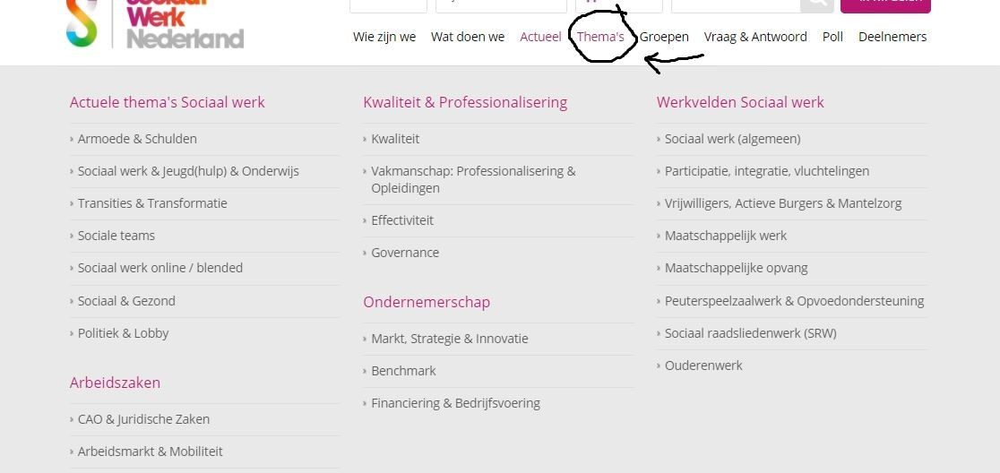 Werk
Nederland
Wie zijn we
Wat doen we
Actueel
Thema's
Groepen
Vraag & Antwoord
Poll
Deelnemers
Actuele thema's Sociaal werk
› Armoede & Schulden
› Sociaal werk & Jeugd(hulp) & Onderwijs
› Transities & Transformatie
› Sociale teams
› Sociaal werk online / blended
› Sociaal & Gezond
› Politiek & Lobby
Arbeidszaken
› CAO & Juridische Zaken
› Arbeidsmarkt & Mobiliteit
Kwaliteit & Professionalisering
› Kwaliteit
› Vakmanschap: Professionalisering &
Opleidingen
› Effectiviteit
› Governance
Ondernemerschap
› Markt, Strategie & Innovatie
› Benchmark
› Financiering & Bedrijfsvoering
Werkvelden Sociaal werk
› Sociaal werk (algemeen)
› Participatie, integratie, vluchtelingen
› Vrijwilligers, Actieve Burgers & Mantelzorg
› Maatschappelijk werk
› Maatschappelijke opvang
› Peuterspeelzaalwerk & Opvoedondersteuning
› Sociaal raadsliedenwerk (SRW)
› Ouderenwerk